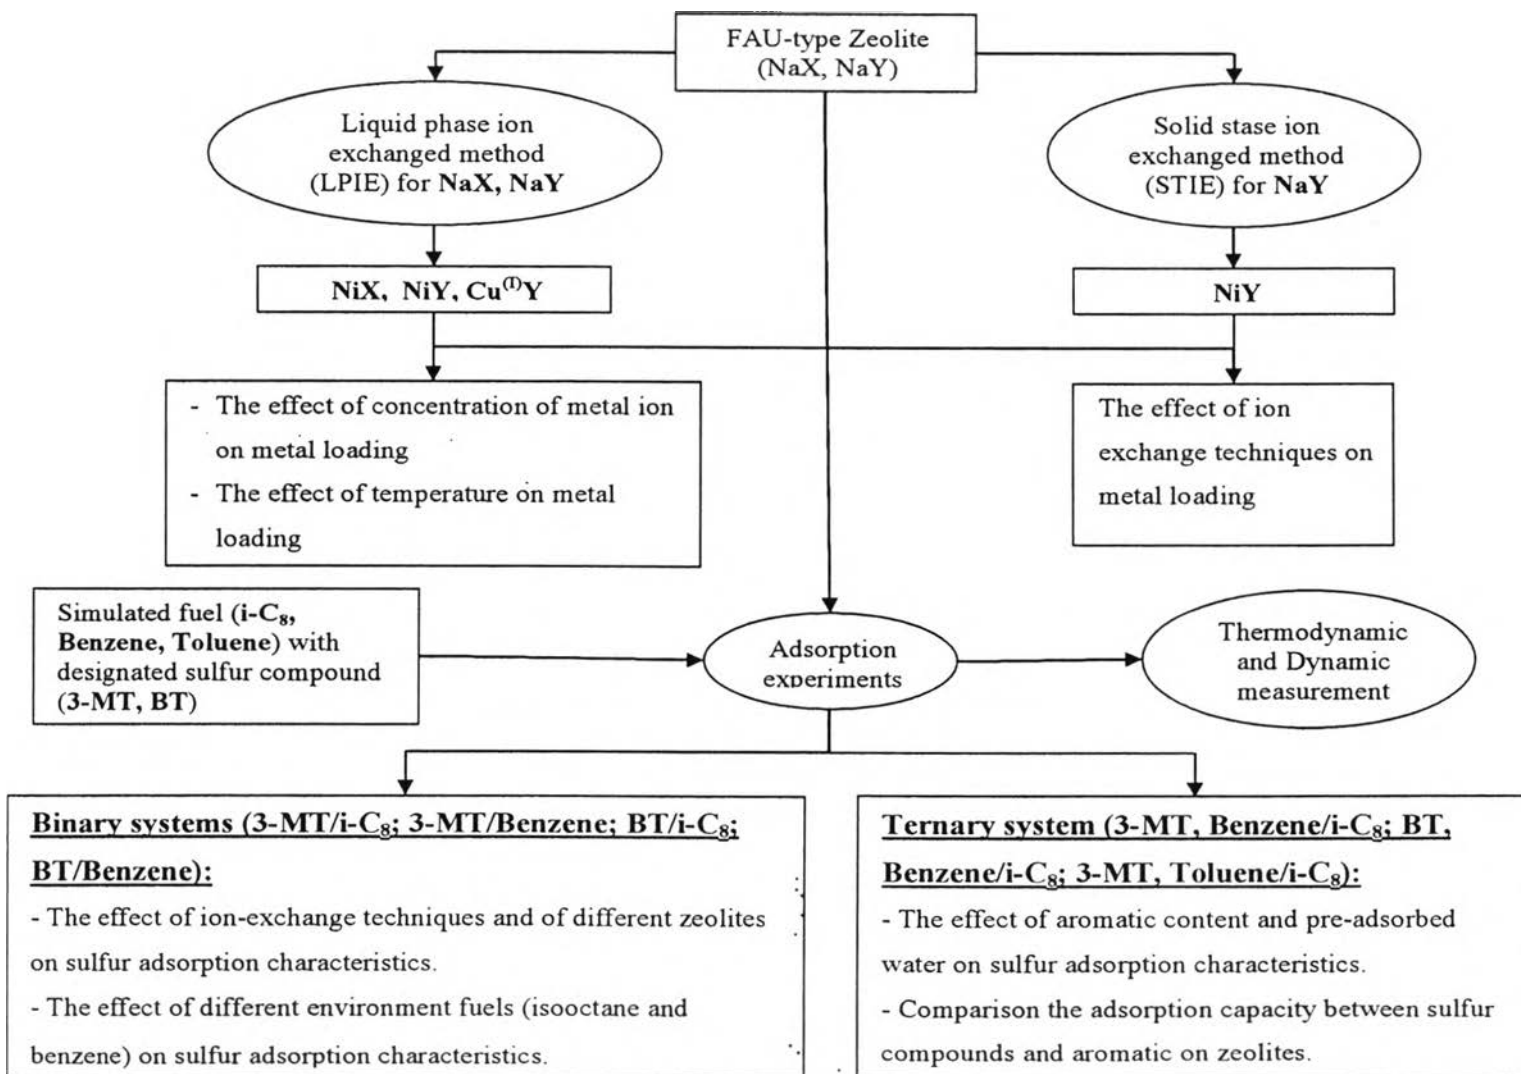 FAU-type Zeolite
(NaX, NaY)
Liquid phase ion
exchanged method
(LPIE) for NaX, NaY
Solid stase ion
exchanged method
(STIE) for NaY
NiX, NiY, Cu⁽ᴵ⁾Y
NiY
- The effect of concentration of metal ion
on metal loading
- The effect of temperature on metal
loading
The effect of ion
exchange techniques on
metal loading
Simulated fuel (i-C₈,
Benzene, Toluene) with
designated sulfur compound
(3-MT, BT)
Adsorption
experiments
Thermodynamic
and Dynamic
measurement
Binary systems (3-MT/i-C₈; 3-MT/Benzene; BT/i-C₈;
BT/Benzene):
- The effect of ion-exchange techniques and of different zeolites
on sulfur adsorption characteristics.
- The effect of different environment fuels (isooctane and
benzene) on sulfur adsorption characteristics.
Ternary system (3-MT, Benzene/i-C₈; BT,
Benzene/i-C₈; 3-MT, Toluene/i-C₈):
- The effect of aromatic content and pre-adsorbed
water on sulfur adsorption characteristics.
- Comparison the adsorption capacity between sulfur
compounds and aromatic on zeolites.